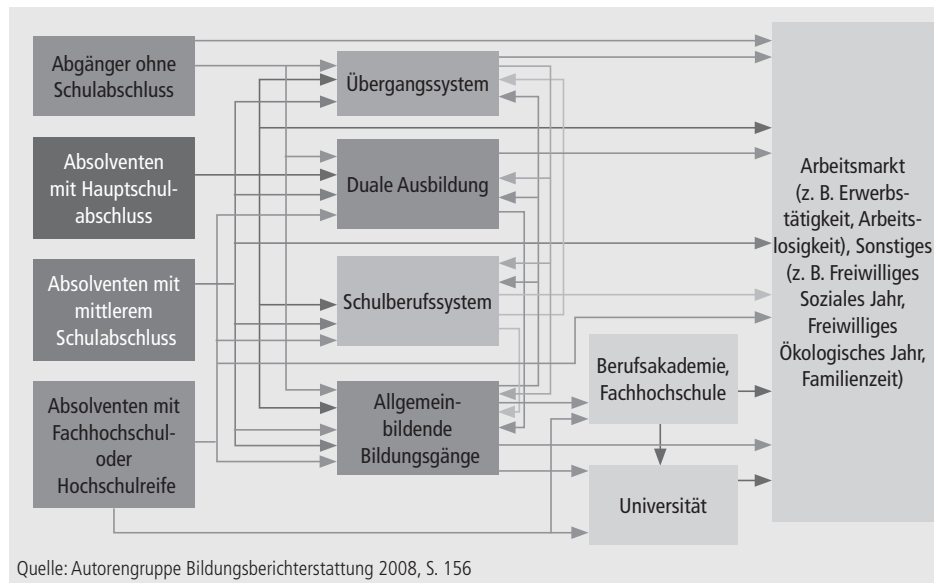 Abgänger ohne
Schulabschluss
Absolventen
mit Hauptschul-
abschluss
Absolventen mit
mittlerem
Schulabschluss
Absolventen mit
Fachhochschul-
oder
Hochschulreife
Übergangssystem
Duale Ausbildung
Schulberufssystem
Allgemein-
bildende
Bildungsgänge
Berufsakademie,
Fachhochschule
Universität
Arbeitsmarkt
(z. B. Erwerbs-
tätigkeit, Arbeits-
losigkeit), Sonstiges
(z. B. Freiwilliges
Soziales Jahr,
Freiwilliges
Ökologisches Jahr,
Familienzeit)
Quelle: Autorengruppe Bildungsberichterstattung 2008, S. 156